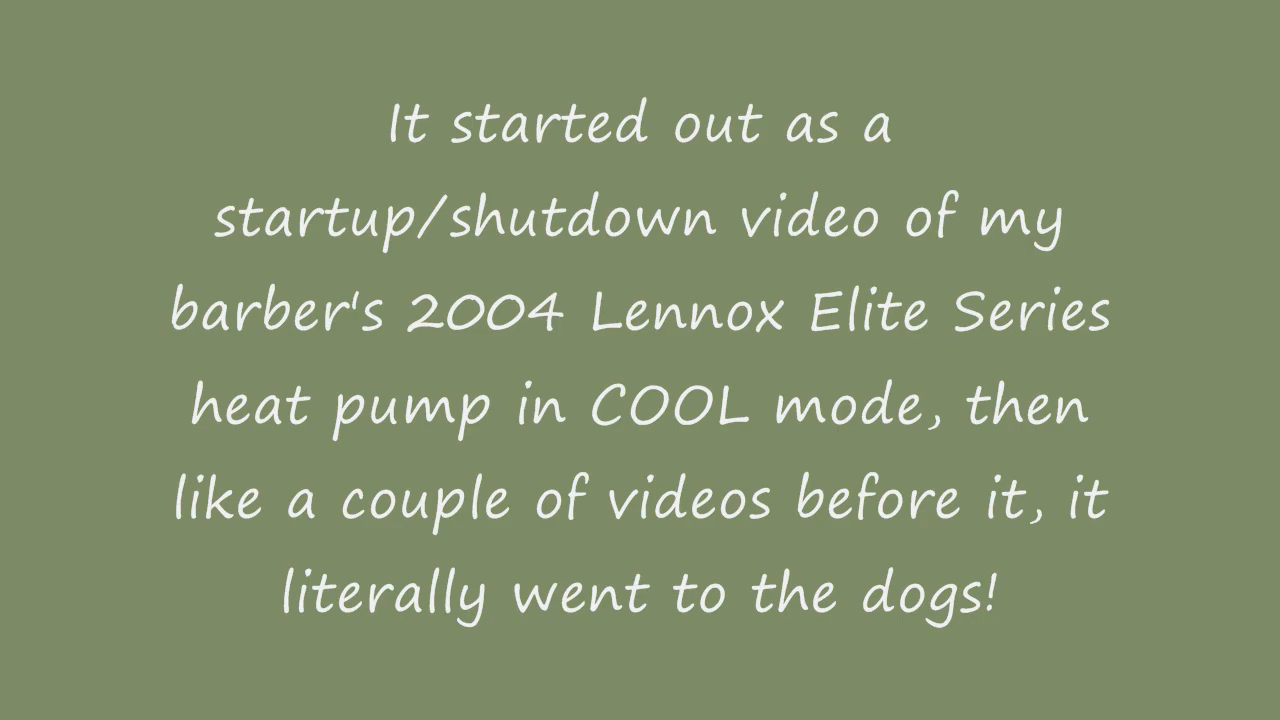 It started out as a
startup/shutdown video of my
barber's 2004 Lennox Elite Series
heat pump in COOL mode, then
like a couple of videos before it, it
literally went to the dogs!